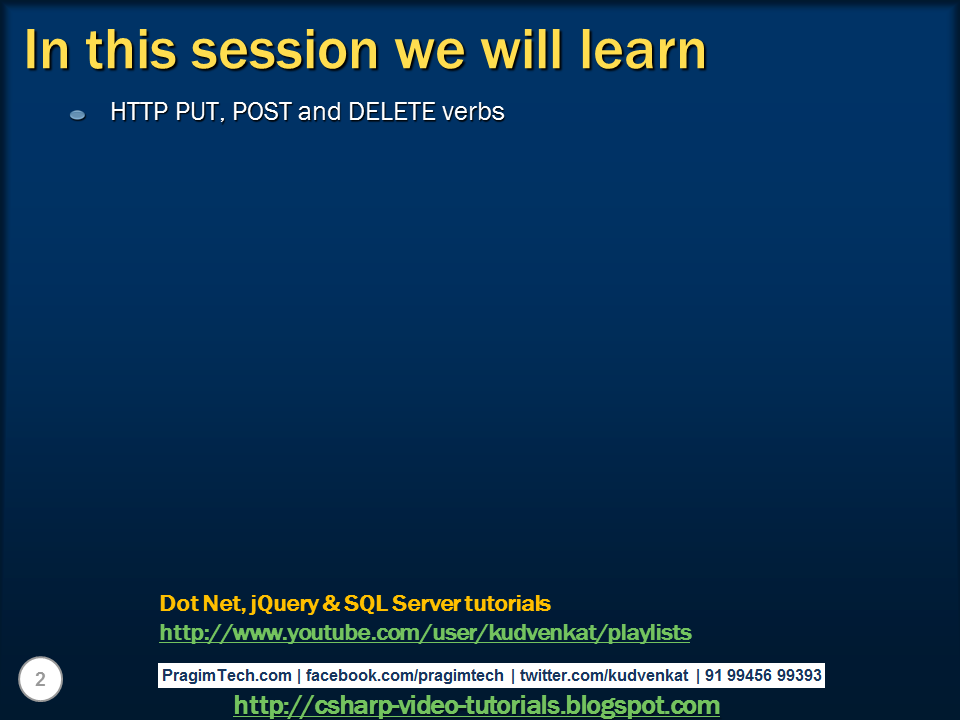 In this session we will learn
HTTP PUT, POST and DELETE verbs
Dot Net, jQuery & SQL Server tutorials
http://www.youtube.com/user/kudvenkat/playlists
2
PragimTech.com | facebook.com/pragimtech | twitter.com/kudvenkat | 91 99456 99393
http://csharp-video-tutorials.blogspot.com